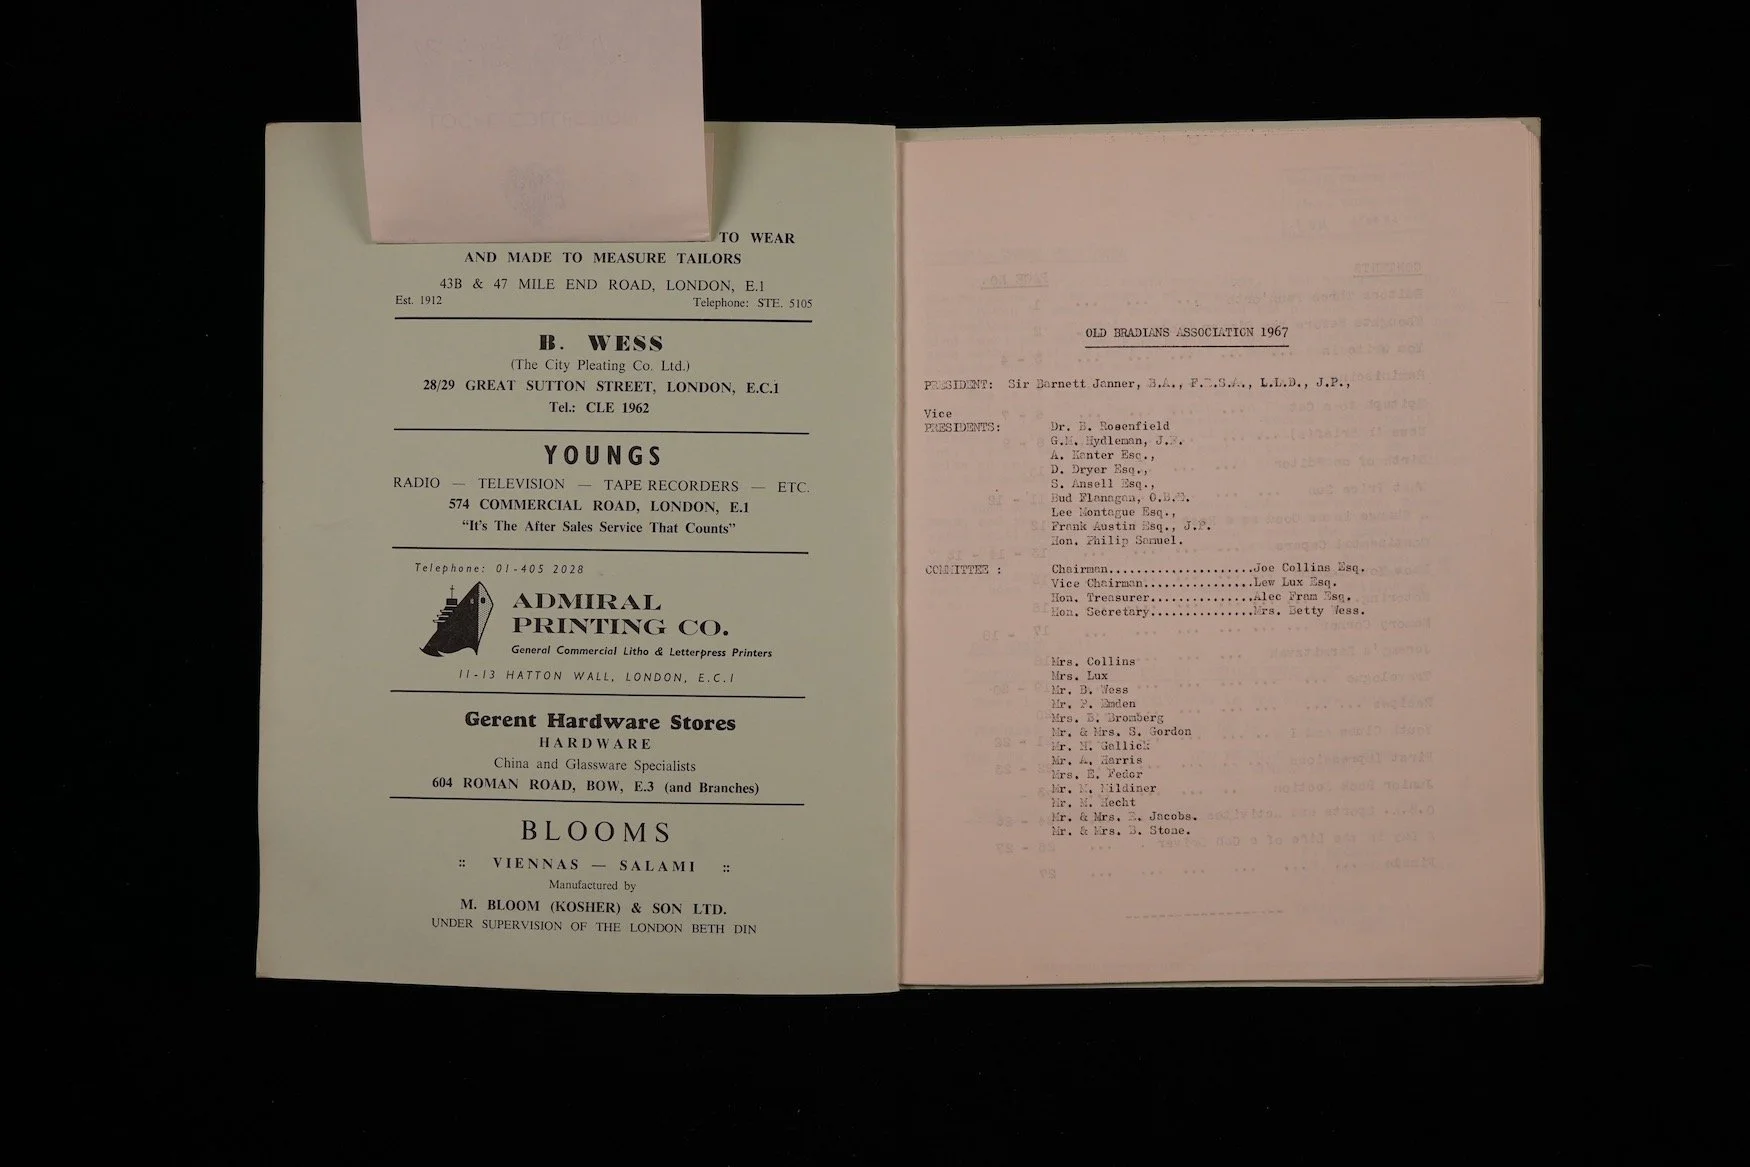 TO WEAR
AND MADE TO MEASURE TAILORS
43B & 47 MILE END ROAD, LONDON, E.1
Est. 1912 Telephone: STE. 5105
B. WESS
(The City Pleating Co. Ltd.)
28/29 GREAT SUTTON STREET, LONDON, E.C.1
Tel.: CLE 1962
YOUNGS
RADIO — TELEVISION — TAPE RECORDERS — ETC.
574 COMMERCIAL ROAD, LONDON, E.1
“It's The After Sales Service That Counts”
Telephone: 01-405 2028
ADMIRAL
PRINTING CO.
General Commercial Litho & Letterpress Printers
11-13 HATTON WALL, LONDON, E.C.1
Gerent Hardware Stores
HARDWARE
China and Glassware Specialists
604 ROMAN ROAD, BOW, E.3 (and Branches)
BLOOMS
:: VIENNAS — SALAMI ::
Manufactured by
M. BLOOM (KOSHER) & SON LTD.
UNDER SUPERVISION OF THE LONDON BETH DIN
OLD BRADIANS ASSOCIATION 1967
PRESIDENT: Sir Barnett Janner, B.A., F.R.S.A., L.L.D., J.P.,
Vice
PRESIDENTS: Dr. B. Rosenfield
G.M. Hydleman, J.P.
A. Kanter Esq.,
D. Dryer Esq.,
S. Ansell Esq.,
Bud Flanagan, O.B.E.
Lee Montague Esq.,
Frank Austin Esq., J.P.
Hon. Philip Samuel.
COMMITTEE : Chairman....................Joe Collins Esq.
Vice Chairman...............Lew Lux Esq.
Hon. Treasurer..............Alec Fram Esq.
Hon. Secretary..............Mrs. Betty Wess.
Mrs. Collins
Mrs. Lux
Mr. B. Wess
Mr. Emden
Mrs. B. Bromberg
Mr. & Mrs. S. Gordon
Mr. Gallick
Mr. A. Harris
Mrs. E. Fedor
Mr. Mildiner
Mr. M. Hecht
Mr. & Mrs. Jacobs.
Mr. & Mrs. Stone.